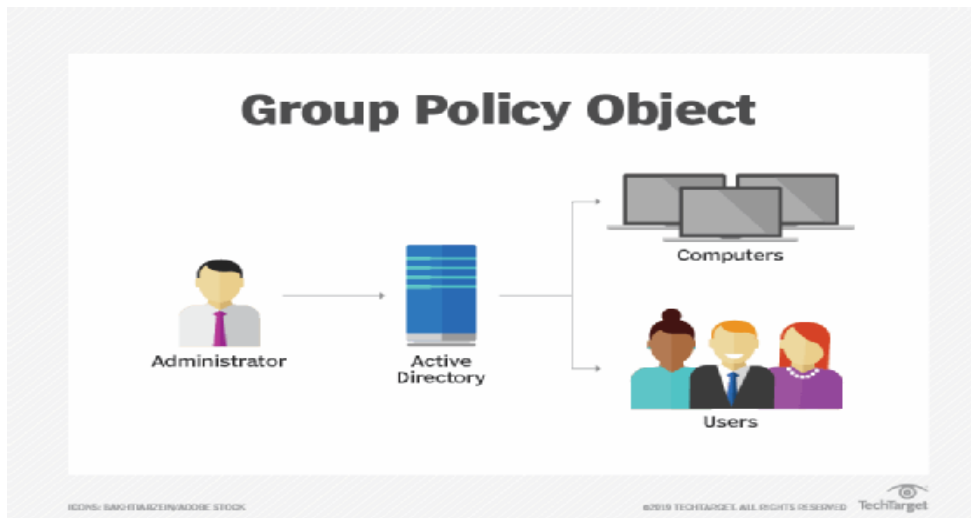 Group Policy Object
Computers
Administrator
Active
Directory
Users
ICONS: BAKHTIARZEIN/ADOBE STOCK
©2019 TECHTARGET. ALL RIGHTS RESERVED
TechTarget